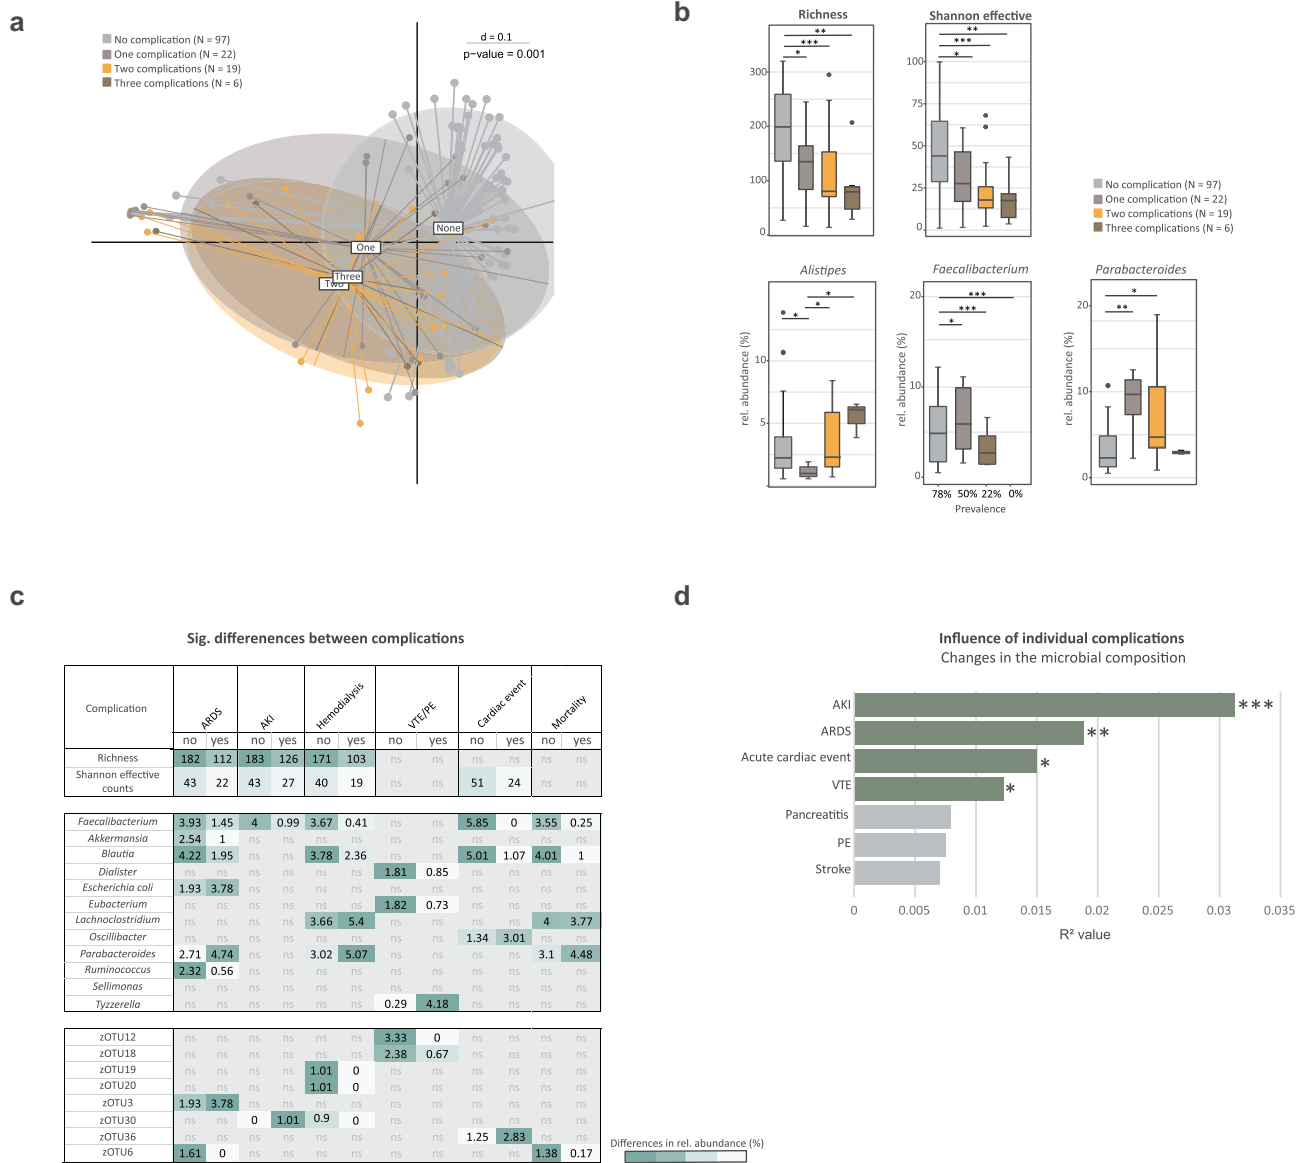 a
No complication (N = 97)
One complication (N = 22)
Two complications (N = 19)
Three complications (N = 6)
d = 0.1
p-value = 0.001
None
One
Three
Two
b
Richness
Shannon effective
** 
***
*
300
200
100
0
**
***
*
100
75
50
25
0
No complication (N = 97)
One complication (N = 22)
Two complications (N = 19)
Three complications (N = 6)
Alistipes
Faecalibacterium
Parabacteroides
rel. abundance (%)
10
5
*
*
*
rel. abundance (%)
20
10
0
***
***
*
78% 50% 22% 0%
Prevalence
rel. abundance (%)
20
10
0
*
**
c
Sig. differenences between complications
Complication ARDS AKI Hemodialysis VTE/PE Cardiac event Mortality
no yes no yes no yes no yes no yes no yes
Richness 182 112 183 126 171 103 ns ns ns ns ns ns
Shannon effective counts 43 22 43 27 40 19 ns ns 51 24 ns ns
Faecalibacterium 3.93 1.45 4 0.99 3.67 0.41 ns ns 5.85 0 3.55 0.25
Akkermansia 2.54 1 ns ns ns ns ns ns ns ns ns ns
Blautia 4.22 1.95 ns ns 3.78 2.36 ns ns 5.01 1.07 4.01 1
Dialister ns ns ns ns ns ns 1.81 0.85 ns ns ns ns
Escherichia coli 1.93 3.78 ns ns ns ns ns ns ns ns ns ns
Eubacterium ns ns ns ns ns ns 1.82 0.73 ns ns ns ns
Lachnoclostridium ns ns ns ns 3.66 5.4 ns ns ns ns 4 3.77
Oscillibacter ns ns ns ns ns ns ns ns 1.34 3.01 ns ns
Parabacteroides 2.71 4.74 ns ns 3.02 5.07 ns ns ns ns 3.1 4.48
Ruminococcus 2.32 0.56 ns ns ns ns ns ns ns ns ns ns
Sellimonas ns ns ns ns ns ns ns ns ns ns ns ns
Tyzzerella ns ns ns ns ns ns 0.29 4.18 ns ns ns ns
zOTU12 ns ns ns ns ns ns 3.33 0 ns ns ns ns
zOTU18 ns ns ns ns ns ns 2.38 0.67 ns ns ns ns
zOTU19 ns ns ns ns 1.01 0 ns ns ns ns ns ns
zOTU20 ns ns ns ns 1.01 0 ns ns ns ns ns ns
zOTU3 1.93 3.78 ns ns ns ns ns ns ns ns ns ns
zOTU30 ns ns 0 1.01 0.9 0 ns ns ns ns ns ns
zOTU36 ns ns ns ns ns ns ns ns 1.25 2.83 ns ns
zOTU6 1.61 0 ns ns ns ns ns ns ns ns 1.38 0.17
Differences in rel. abundance (%)
d
Influence of individual complications
Changes in the microbial composition
AKI ***
ARDS **
Acute cardiac event *
VTE *
Pancreatitis
PE
Stroke
0 0.005 0.01 0.015 0.02 0.025 0.03 0.035
R² value